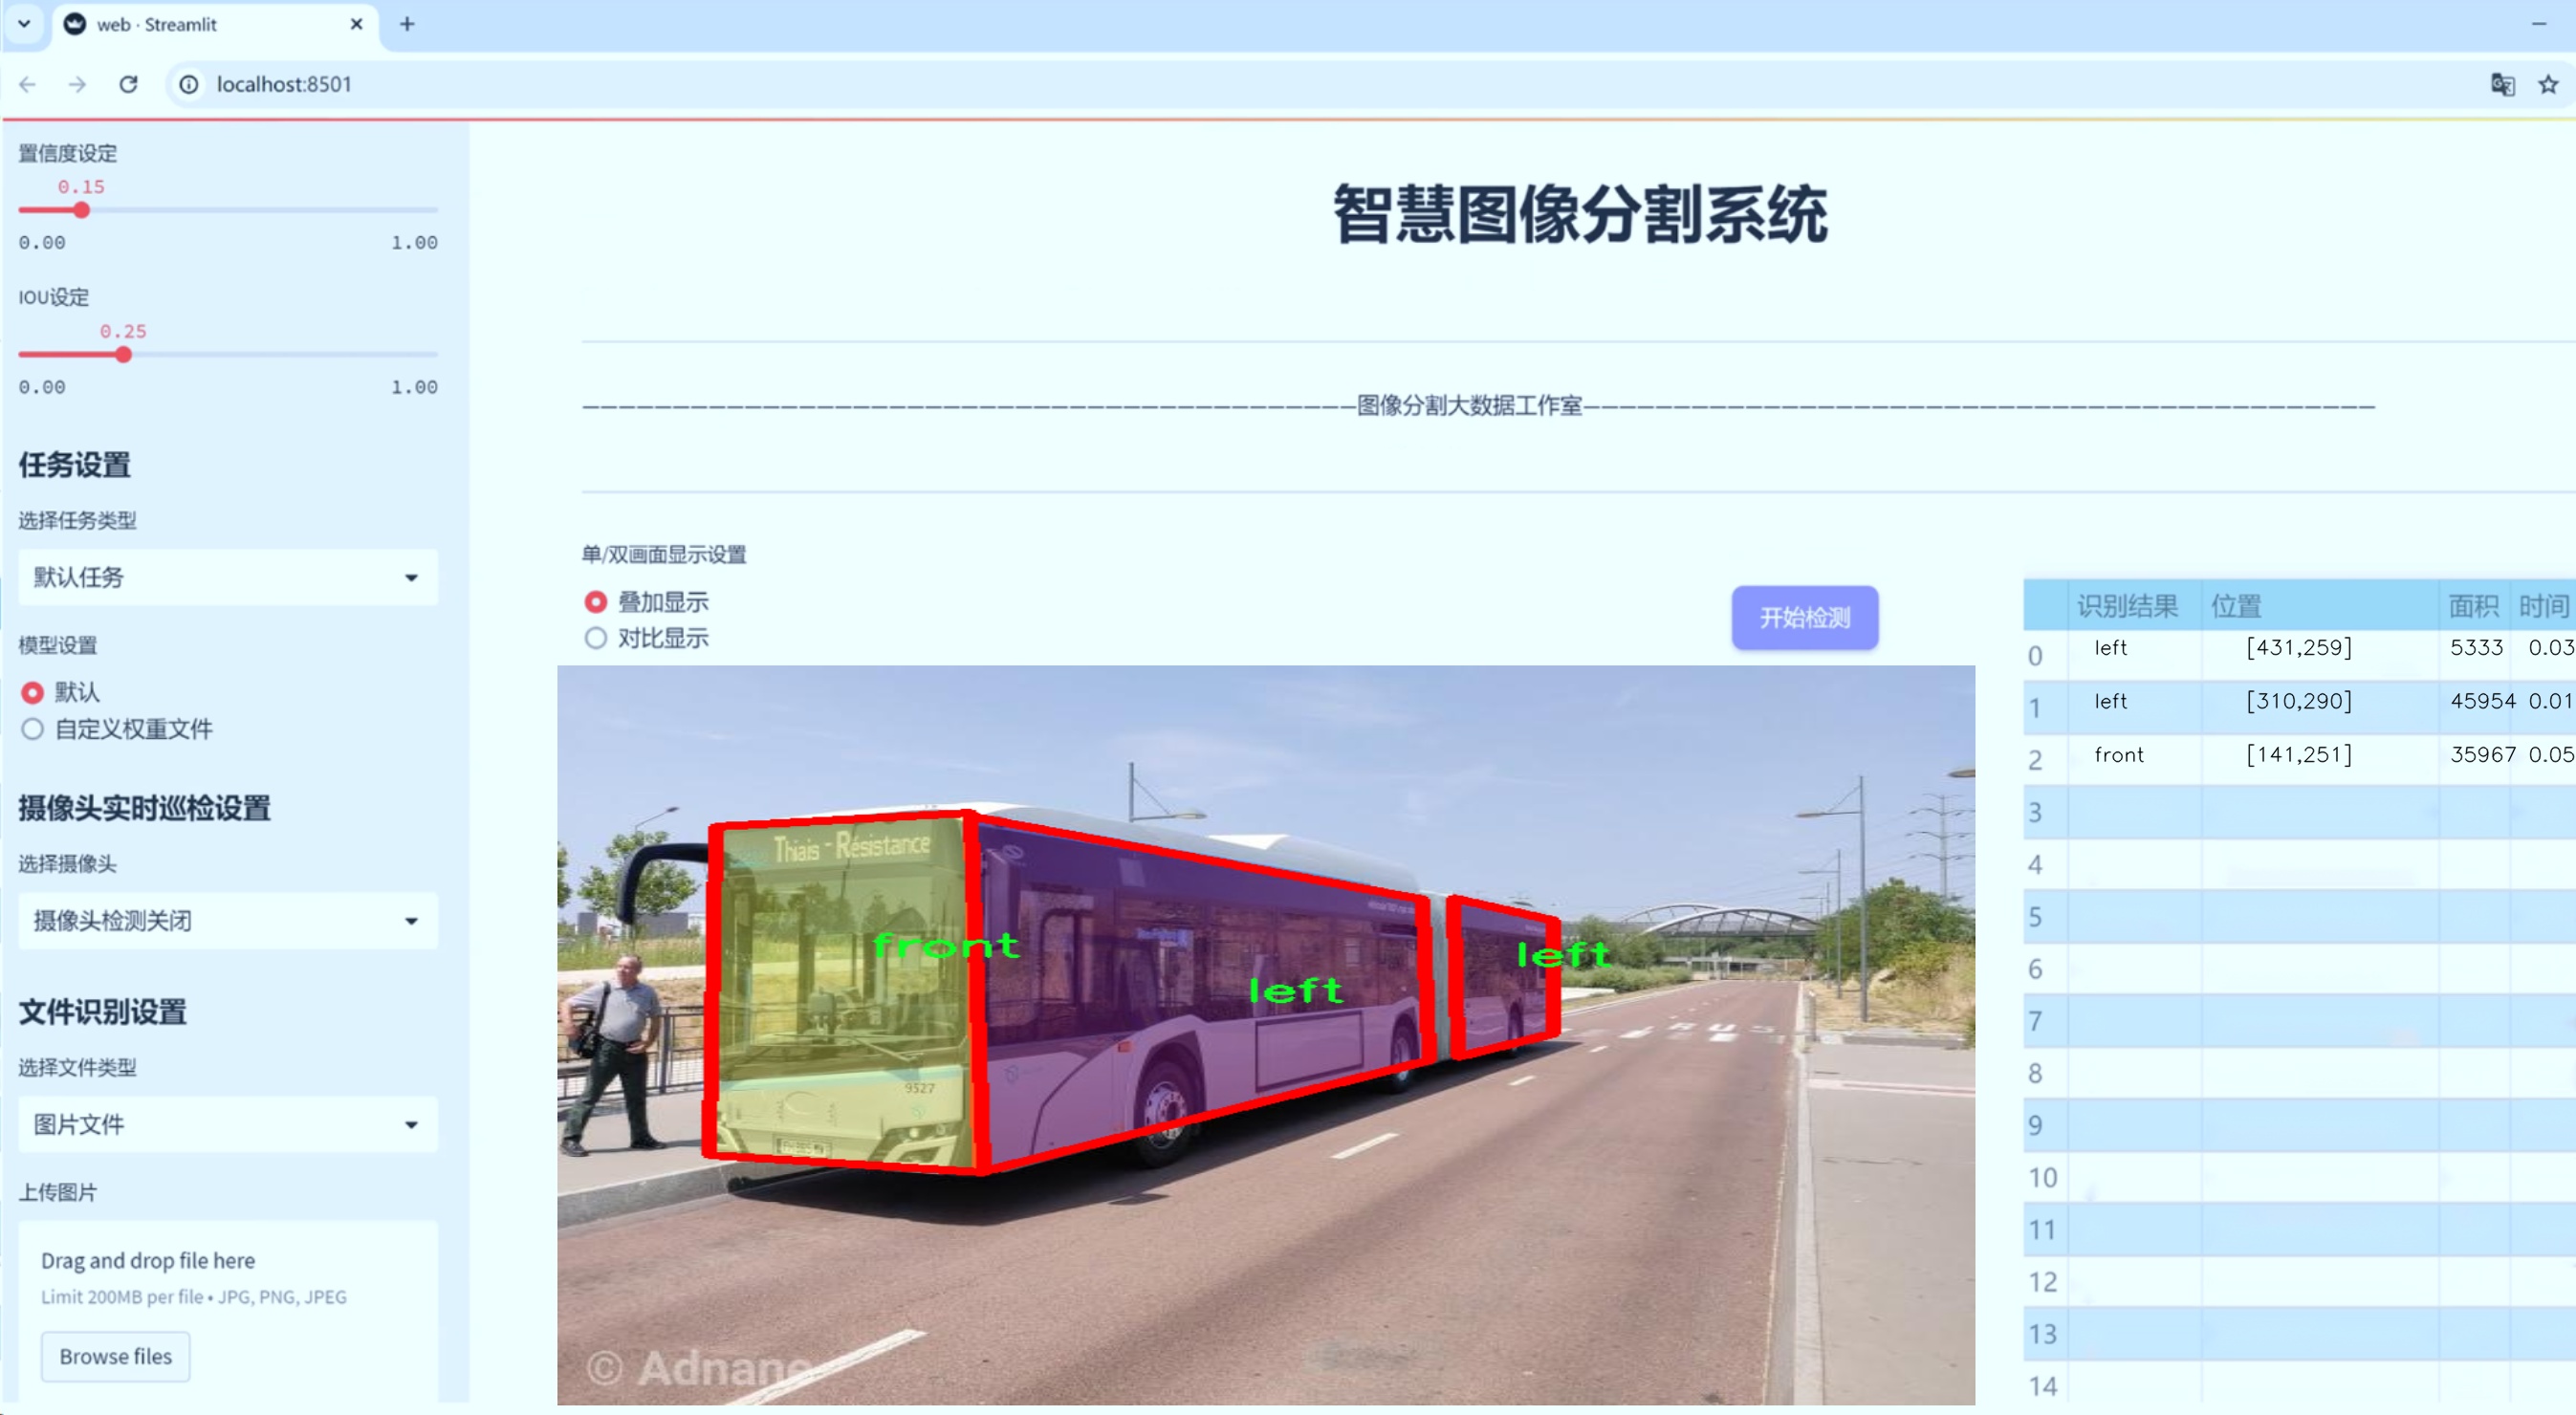 web · Streamlit
localhost:8501
置信度设定
0.15
0.00 1.00
IOU设定
0.25
0.00 1.00
任务设置
选择任务类型
默认任务
模型设置
默认
自定义权重文件
摄像头实时巡检设置
选择摄像头
摄像头检测关闭
文件识别设置
选择文件类型
图片文件
上传图片
Drag and drop file here
Limit 200MB per file • JPG, PNG, JPEG
Browse files
智慧图像分割系统
图像分割大数据工作室
单/双画面显示设置
叠加显示
对比显示
开始检测
Thiais - Résistance
front
left
left
9327
BUS
© Adnane
识别结果 位置 面积 时间
0 left [431,259] 5333 0.03
1 left [310,290] 45954 0.01
2 front [141,251] 35967 0.05
3
4
5
6
7
8
9
10
11
12
13
14